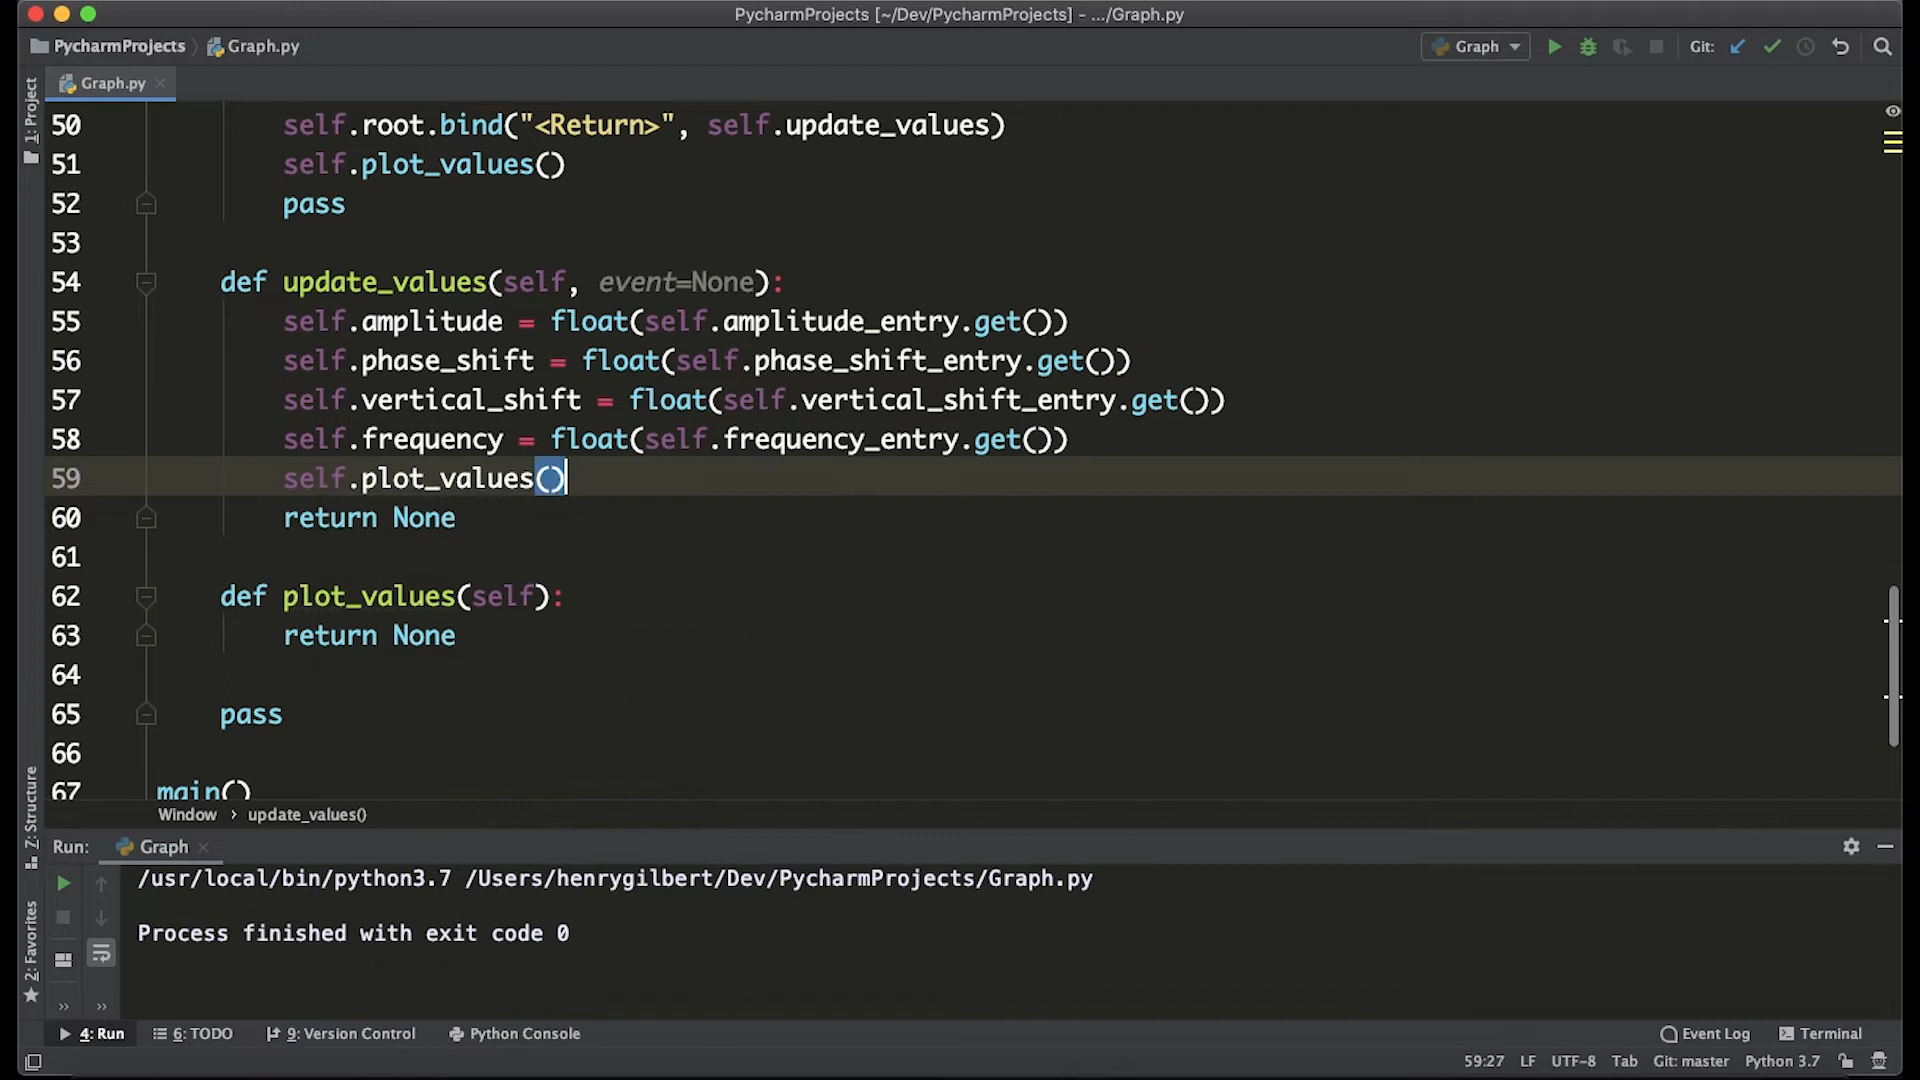 PycharmProjects [~/Dev/PycharmProjects] - .../Graph.py
PycharmProjects Graph.py Graph Git:
Graph.py
1: Project
50 self.root.bind("<Return>", self.update_values)
51 self.plot_values()
52 pass
53
54 def update_values(self, event=None):
55 self.amplitude = float(self.amplitude_entry.get())
56 self.phase_shift = float(self.phase_shift_entry.get())
57 self.vertical_shift = float(self.vertical_shift_entry.get())
58 self.frequency = float(self.frequency_entry.get())
59 self.plot_values()
60 return None
61
62 def plot_values(self):
63 return None
64
65 pass
66
67 main()
Window › update_values()
Z: Structure
2: Favorites
Run: Graph
/usr/local/bin/python3.7 /Users/henrygilbert/Dev/PycharmProjects/Graph.py
Process finished with exit code 0
4: Run 6: TODO 9: Version Control Python Console Event Log Terminal
59:27 LF UTF-8 Tab Git: master Python 3.7